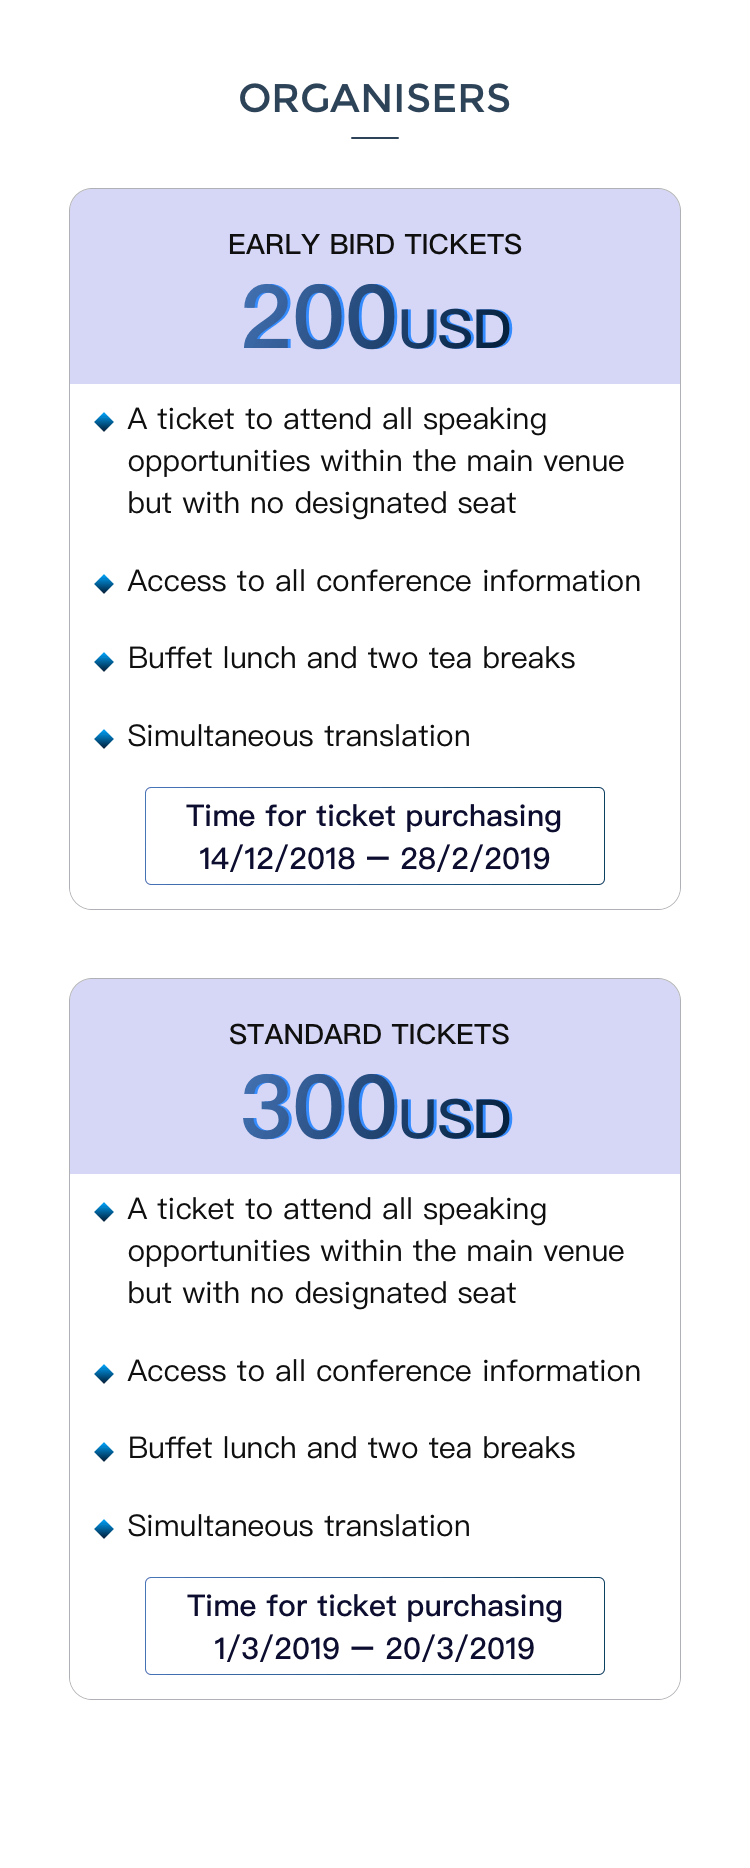 ORGANISERS
EARLY BIRD TICKETS
200USD
A ticket to attend all speaking
opportunities within the main venue
but with no designated seat
Access to all conference information
Buffet lunch and two tea breaks
Simultaneous translation
Time for ticket purchasing
14/12/2018 — 28/2/2019
STANDARD TICKETS
300USD
A ticket to attend all speaking
opportunities within the main venue
but with no designated seat
Access to all conference information
Buffet lunch and two tea breaks
Simultaneous translation
Time for ticket purchasing
1/3/2019 — 20/3/2019